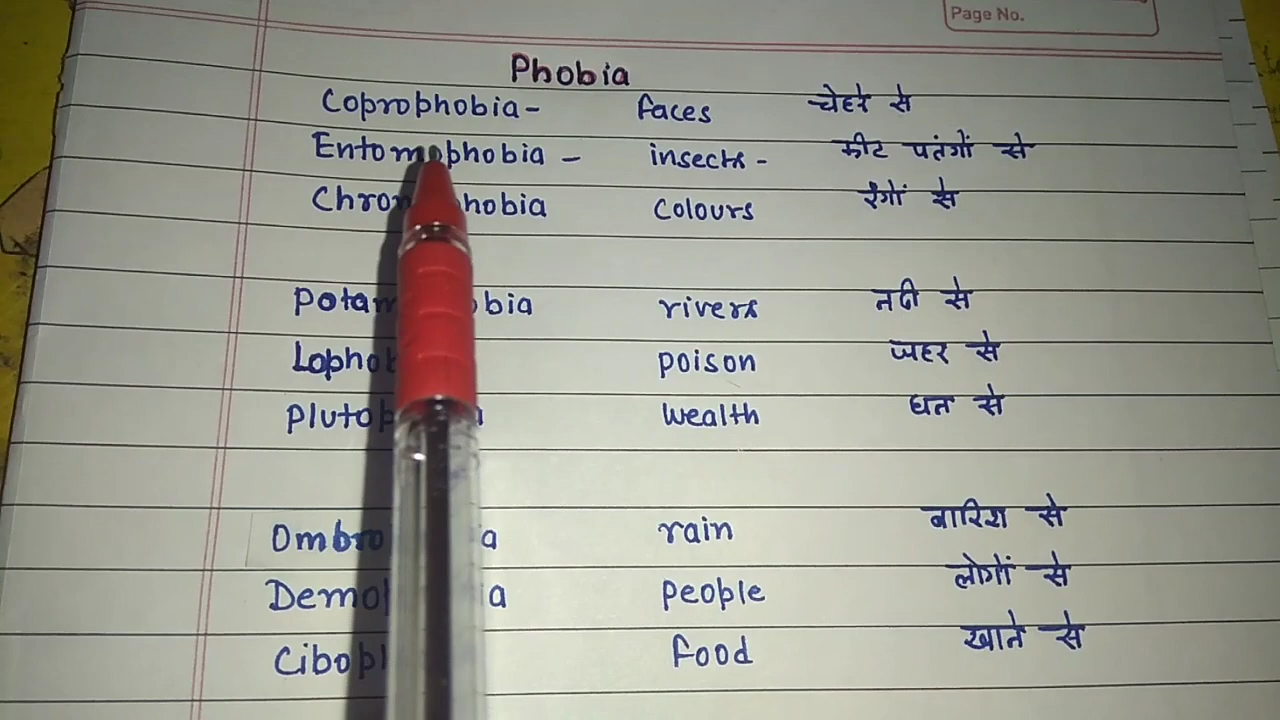 Page No.
Phobia
Coprophobia - faces चेहरे से
Entomophobia - insects - कीट पतंगों से
colours रंगों से
rivers नदी से
poison जहर से
wealth धन से
rain बारिश से
people लोगों से
food खाने से